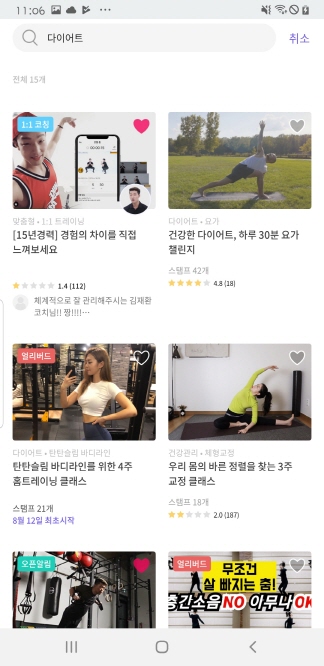 11:06
다이어트
취소
전체 15개
1:1 코칭
맞춤형 • 1:1 트레이닝
[15년경력] 경험의 차이를 직접
느껴보세요
1.4 (112)
체계적으로 잘 관리해주시는 김재환
코치님!! 짱!!!!…
다이어트 • 요가
건강한 다이어트, 하루 30분 요가
챌린지
스탬프 42개
4.8 (18)
얼리버드
다이어트 • 탄탄슬림 바디라인
탄탄슬림 바디라인를 위한 4주
홈트레이닝 클래스
스탬프 21개
8월 12일 최초시작
건강관리 • 체형교정
우리 몸의 바른 정렬을 찾는 3주
교정 클래스
스탬프 18개
2.0 (187)
오픈알림
얼리버드
무조건
살 빠지는 춤!
층간소음 NO 아무나 OK